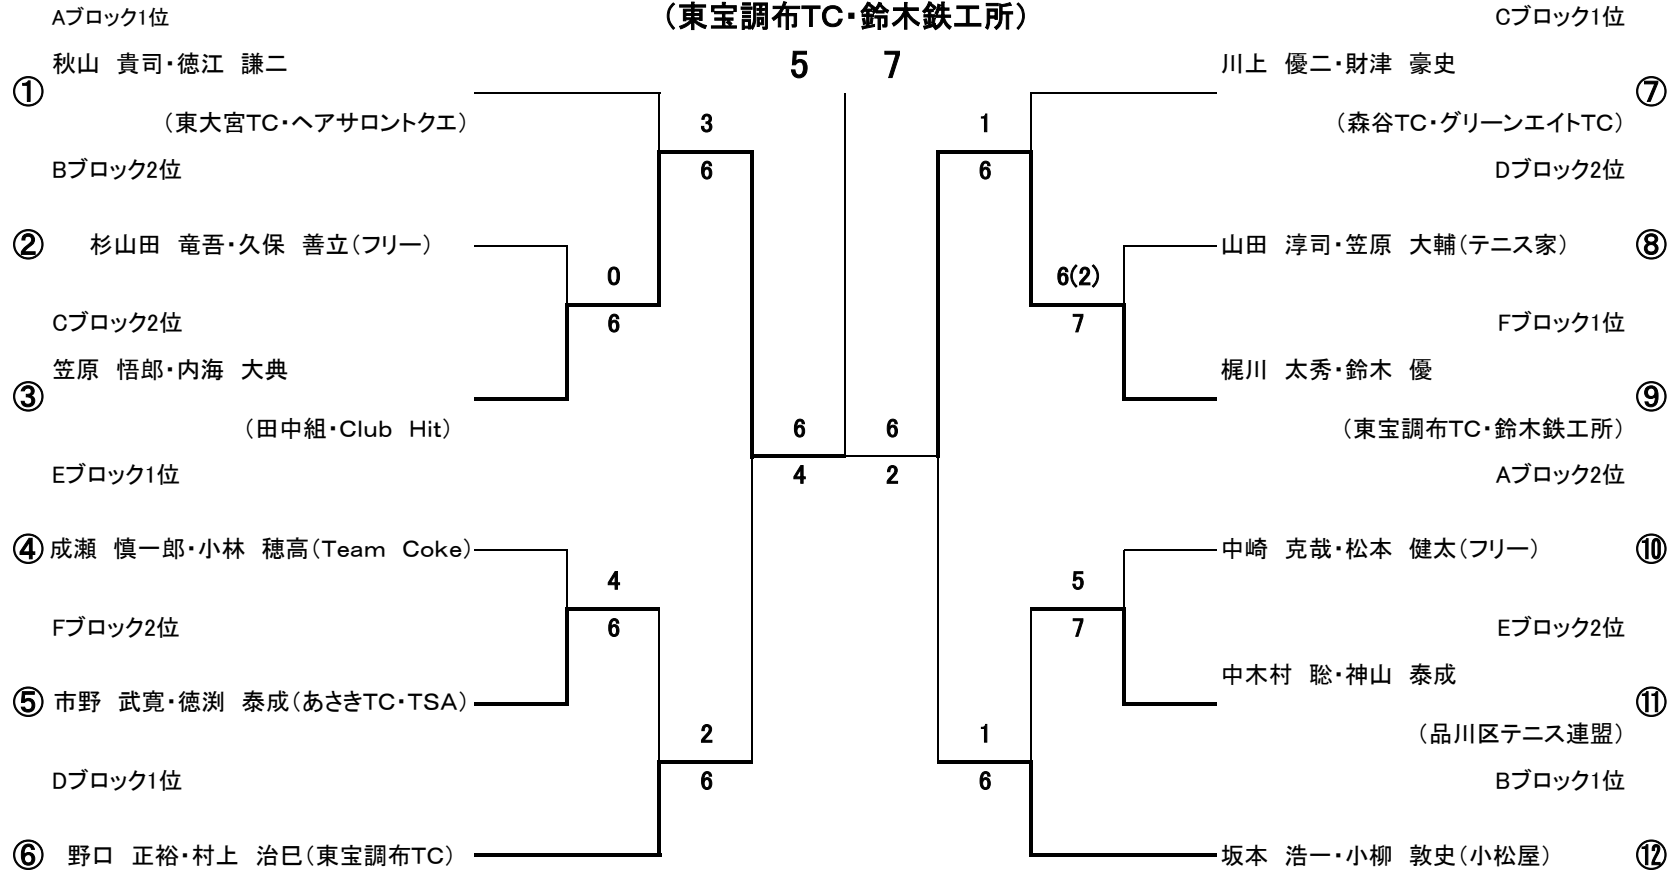 Aブロック1位
(東宝調布TC・鈴木鉄工所)
Cブロック1位
秋山 貴司・徳江 謙二
5 7
川上 優二・財津 豪史
①
⑦
(東大宮TC・ヘアサロントクエ)
3
1
(森谷TC・グリーンエイトTC)
Bブロック2位
6
6
Dブロック2位
② 杉山田 竜吾・久保 善立(フリー)
山田 淳司・笠原 大輔(テニス家) ⑧
0
6(2)
Cブロック2位
6
7
Fブロック1位
笠原 悟郎・内海 大典
梶川 太秀・鈴木 優
③
⑨
(田中組・Club Hit)
6
6
(東宝調布TC・鈴木鉄工所)
Eブロック1位
4
2
Aブロック2位
④ 成瀬 慎一郎・小林 穂高(Team Coke)
中崎 克哉・松本 健太(フリー) ⑩
4
5
Fブロック2位
6
7
Eブロック2位
中木村 聡・神山 泰成
⑤ 市野 武寛・徳渕 泰成(あさきTC・TSA)
⑪
2
1
(品川区テニス連盟)
Dブロック1位
6
6
Bブロック1位
⑥ 野口 正裕・村上 治巳(東宝調布TC)
坂本 浩一・小柳 敦史(小松屋) ⑫